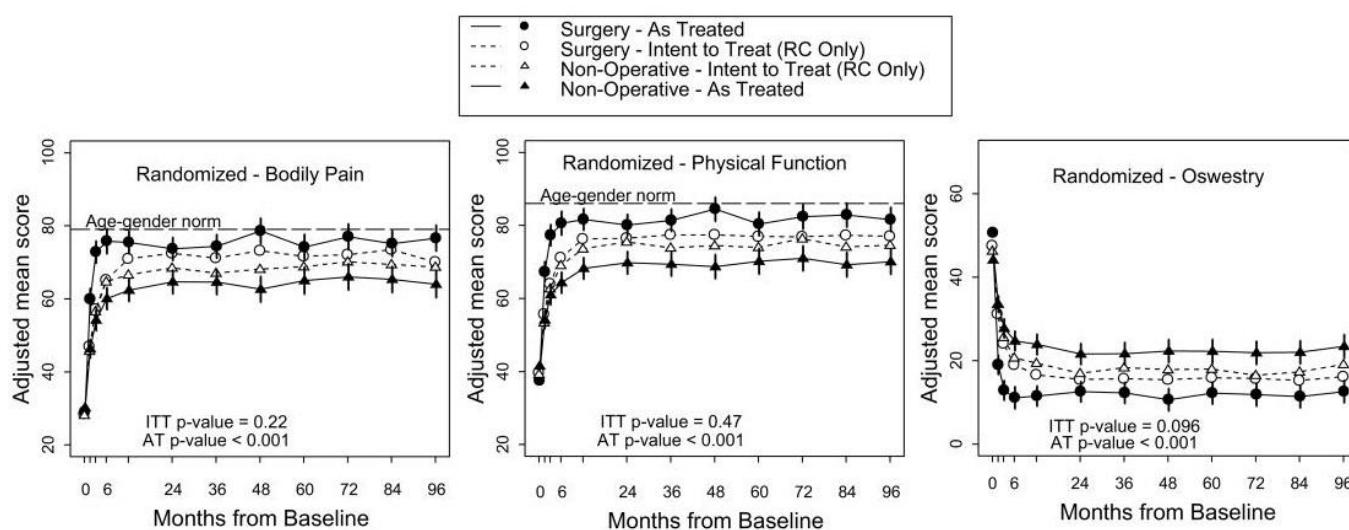 Surgery - As Treated
Surgery - Intent to Treat (RC Only)
Non-Operative - Intent to Treat (RC Only)
Non-Operative - As Treated
Randomized - Bodily Pain
Age-gender norm
Adjusted mean score
100
80
60
40
20
ITT p-value = 0.22
AT p-value < 0.001
0 6 24 36 48 60 72 84 96
Months from Baseline
Randomized - Physical Function
Age-gender norm
Adjusted mean score
100
80
60
40
20
ITT p-value = 0.47
AT p-value < 0.001
0 6 24 36 48 60 72 84 96
Months from Baseline
Randomized - Oswestry
Adjusted mean score
60
40
20
0
ITT p-value = 0.096
AT p-value < 0.001
0 6 24 36 48 60 72 84 96
Months from Baseline